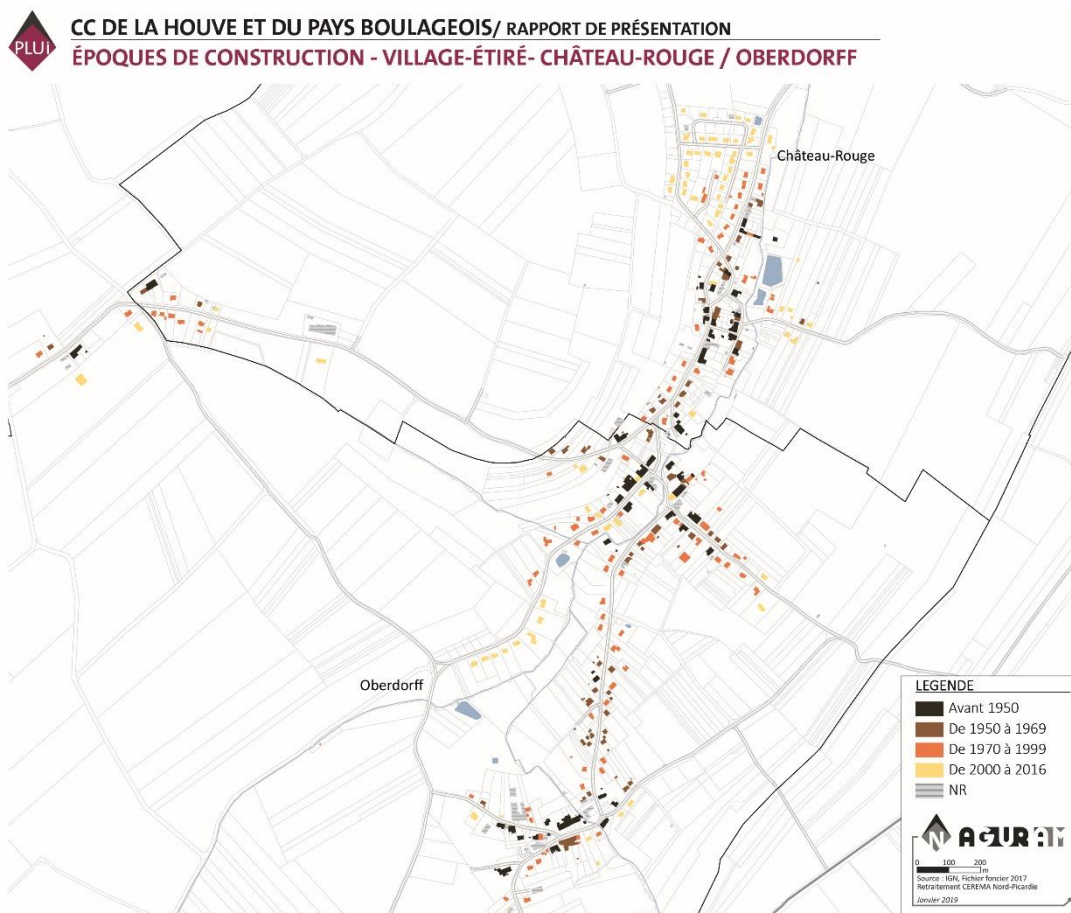 PLUi
CC DE LA HOUVE ET DU PAYS BOULAGEOIS/ RAPPORT DE PRÉSENTATION
ÉPOQUES DE CONSTRUCTION - VILLAGE-ÉTIRÉ- CHÂTEAU-ROUGE / OBERDORFF
Château-Rouge
Oberdorff
LEGENDE
Avant 1950
De 1950 à 1969
De 1970 à 1999
De 2000 à 2016
NR
N AGURAM
0 100 200
m
Source : IGN, Fichier foncier 2017
Retraitement CEREMA Nord-Picardie
Janvier 2019